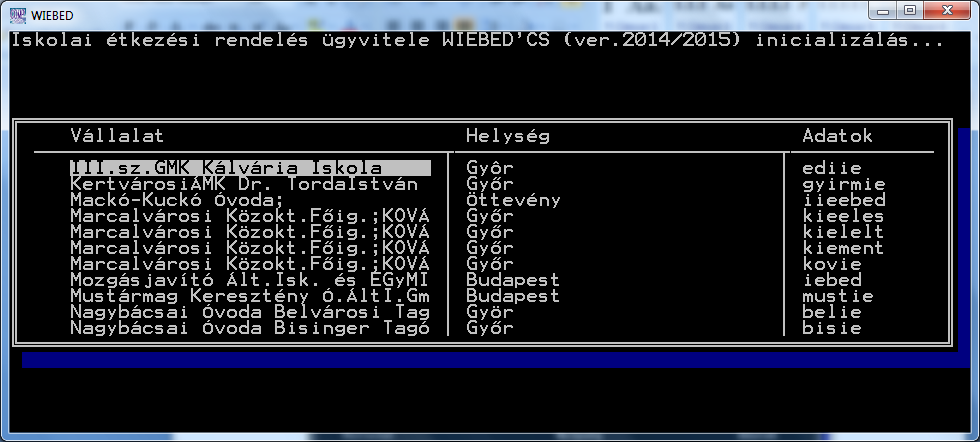 WIEBED
Iskolai étkezési rendelés ügyvitele WIEBED'CS (ver.2014/2015) inicializálás...
Vállalat Helység Adatok
III.sz.GMK Kálvária Iskola Gyôr ediie
KertvárosiÁMK Dr. TordaIstván Győr gyirmie
Mackó-Kuckó Óvoda; Öttevény iieebed
Marcalvárosi Közokt.Főig.;KOVÁ Győr kieeles
Marcalvárosi Közokt.Főig.;KOVÁ Győr kielelt
Marcalvárosi Közokt.Főig.;KOVÁ Győr kiement
Marcalvárosi Közokt.Főig.;KOVÁ Győr kovie
Mozgásjavító Ált.Isk. és EGyMI Budapest iebed
Mustármag Keresztény Ó.ÁltI.Gm Budapest mustie
Nagybácsai Óvoda Belvárosi Tag Györ belie
Nagybácsai Óvoda Bisinger Tagó Győr bisie